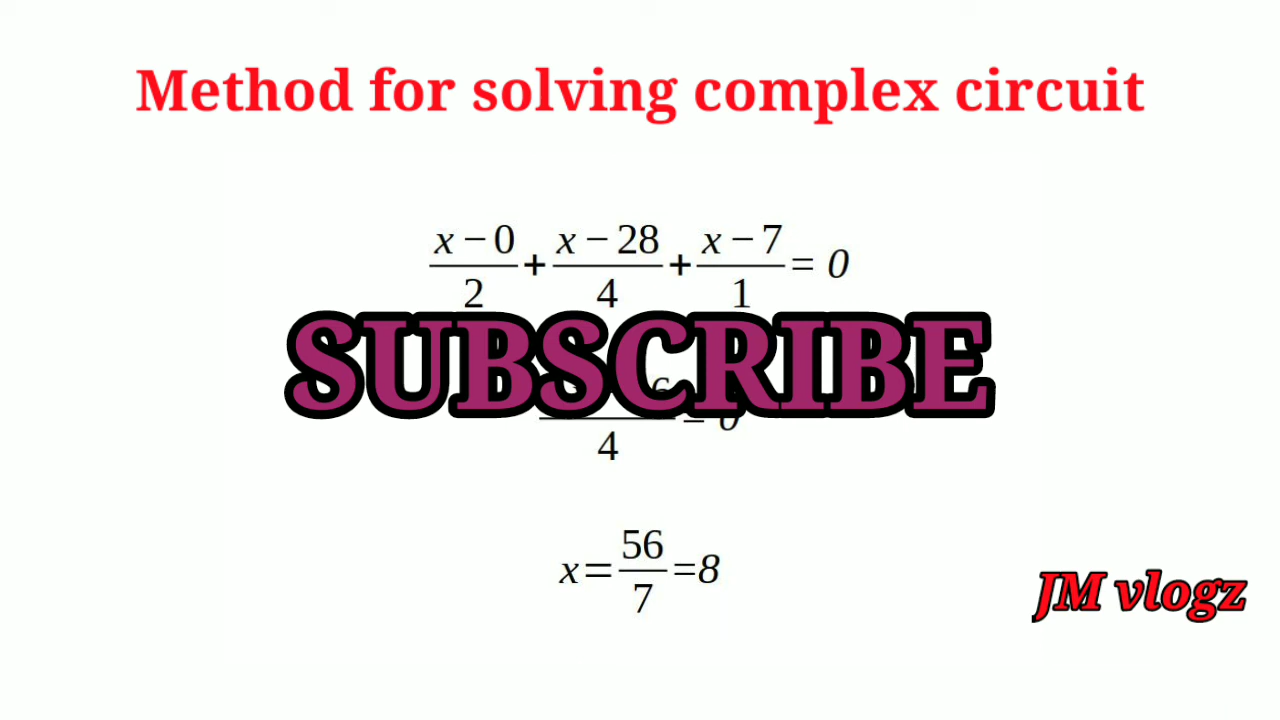 Method for solving complex circuit
x − 0 + x − 28 + x − 7 = 0
2 4 1
SUBSCRIBE
= 0
4
x = 56 = 8
7
JM vlogz